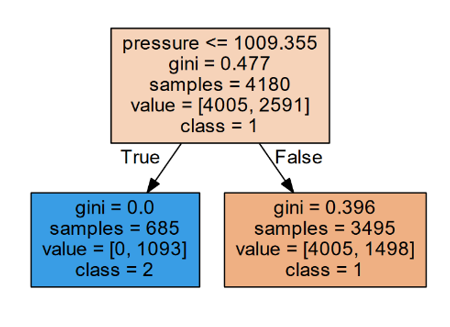 pressure <= 1009.355
gini = 0.477
samples = 4180
value = [4005, 2591]
class = 1
True
False
gini = 0.0
samples = 685
value = [0, 1093]
class = 2
gini = 0.396
samples = 3495
value = [4005, 1498]
class = 1